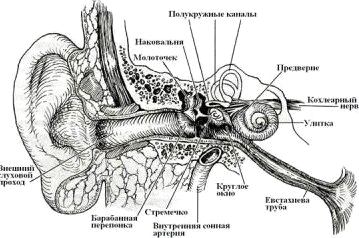 Полукружные каналы
Наковальня
Молоточек
Предверие
Кохлеарный
нерв
Улитка
Внешний
слуховой
проход
Барабанная
перепонка
Стремечко
Внутренняя сонная
артерия
Круглое
окно
Евстахиева
труба